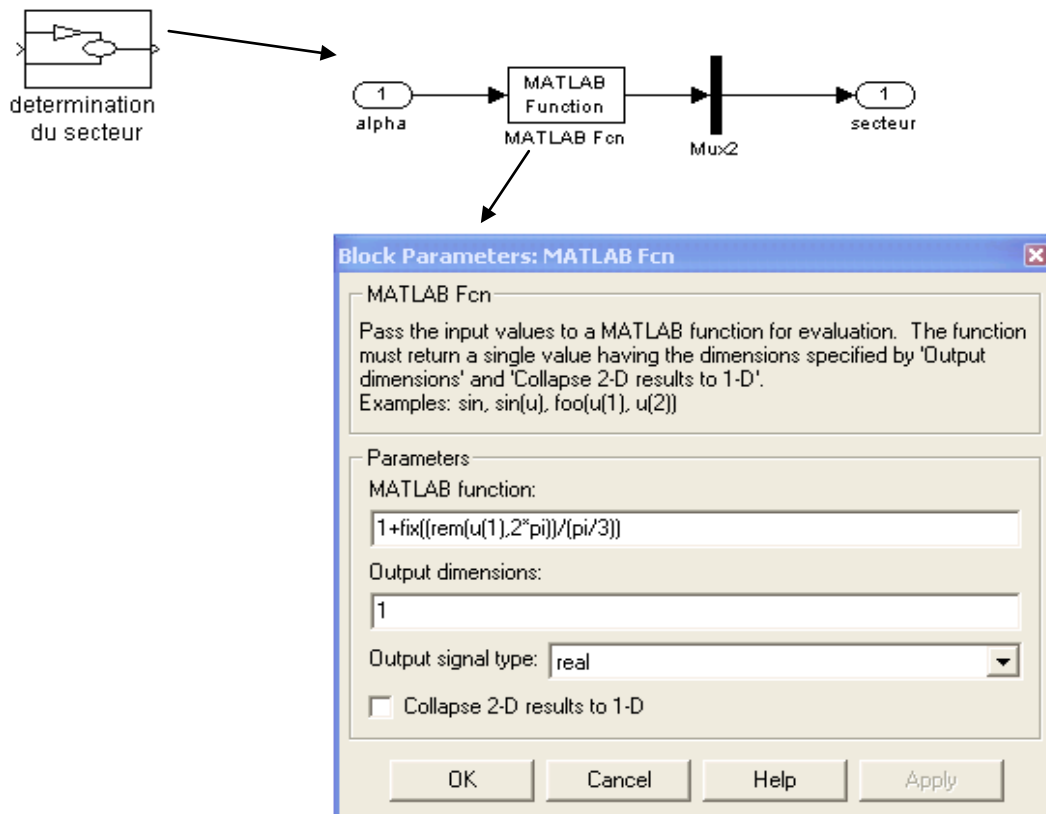 determination
du secteur
1
alpha
MATLAB
Function
MATLAB Fcn
Mux2
1
secteur
Block Parameters: MATLAB Fcn
MATLAB Fcn
Pass the input values to a MATLAB function for evaluation. The function
must return a single value having the dimensions specified by 'Output
dimensions' and 'Collapse 2-D results to 1-D'.
Examples: sin, sin(u), foo(u(1), u(2))
Parameters
MATLAB function:
1+fix((rem(u(1),2*pi))/(pi/3))
Output dimensions:
1
Output signal type: real
Collapse 2-D results to 1-D
OK
Cancel
Help
Apply